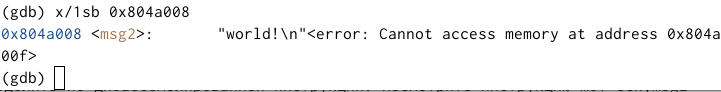 (gdb) x/1sb 0x804a008
0x804a008 <msg2>:       "world!\n"<error: Cannot access memory at address 0x804a
00f>
(gdb)